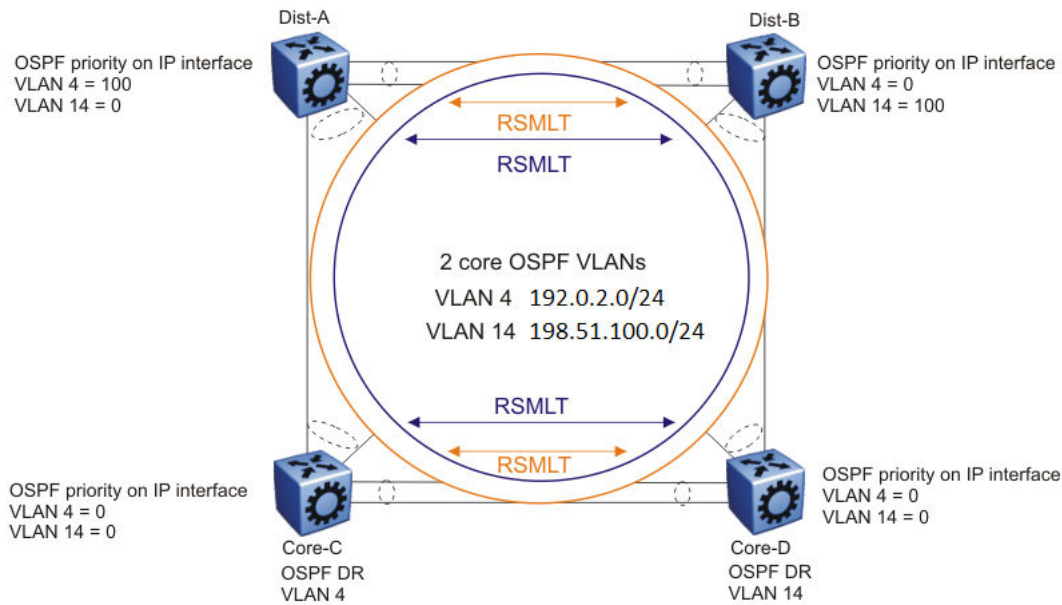 Dist-A
Dist-B
OSPF priority on IP interface
VLAN 4 = 100
VLAN 14 = 0
OSPF priority on IP interface
VLAN 4 = 0
VLAN 14 = 100
RSMLT
RSMLT
2 core OSPF VLANs
VLAN 4 192.0.2.0/24
VLAN 14 198.51.100.0/24
RSMLT
RSMLT
OSPF priority on IP interface
VLAN 4 = 0
VLAN 14 = 0
OSPF priority on IP interface
VLAN 4 = 0
VLAN 14 = 0
Core-C
OSPF DR
VLAN 4
Core-D
OSPF DR
VLAN 14